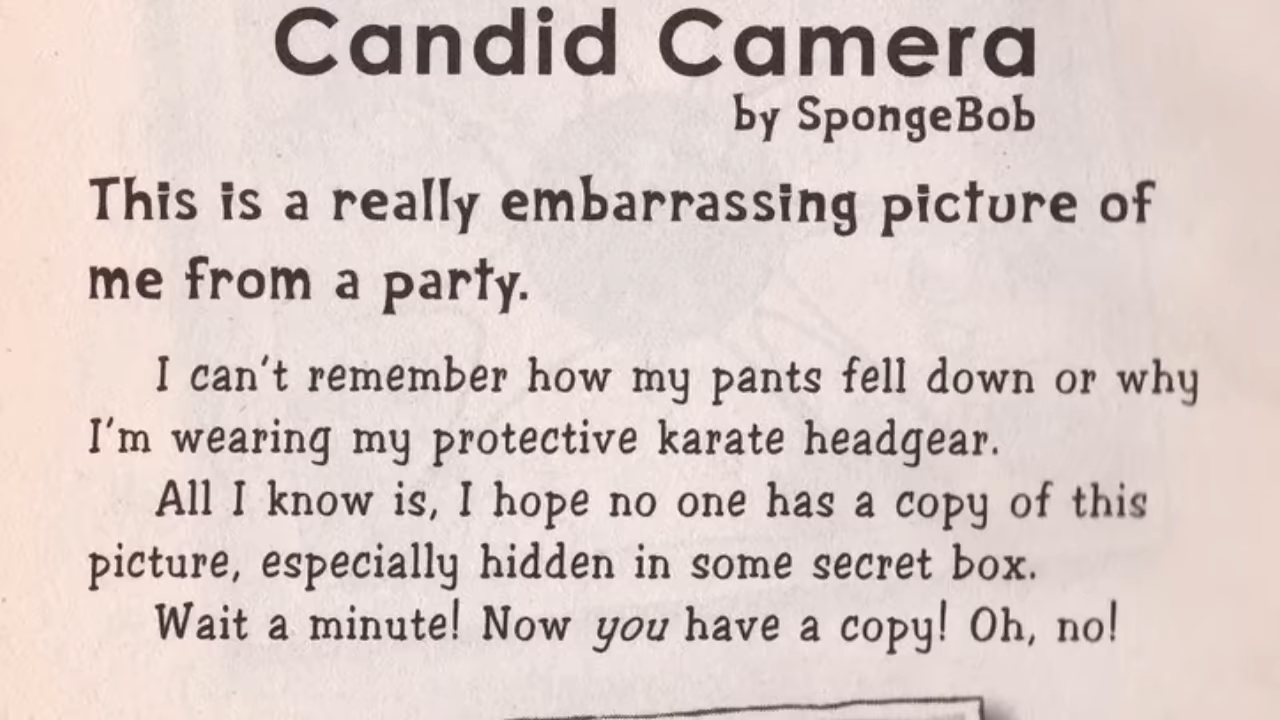 Candid Camera
by SpongeBob
This is a really embarrassing picture of
me from a party.
I can't remember how my pants fell down or why
I'm wearing my protective karate headgear.
All I know is, I hope no one has a copy of this
picture, especially hidden in some secret box.
Wait a minute! Now you have a copy! Oh, no!